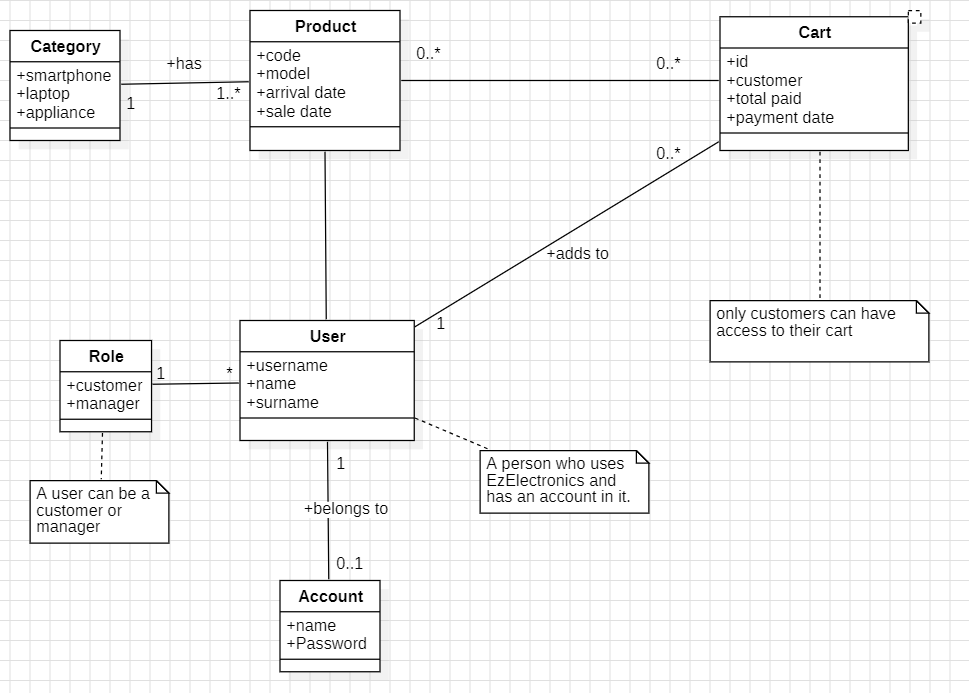 Category
+smartphone
+laptop
+appliance
+has
1
1..*
Product
+code
+model
+arrival date
+sale date
0..*
0..*
Cart
+id
+customer
+total paid
+payment date
0..*
+adds to
1
only customers can have
access to their cart
Role
+customer
+manager
1
*
User
+username
+name
+surname
A user can be a
customer or
manager
A person who uses
EzElectronics and
has an account in it.
1
+belongs to
0..1
Account
+name
+Password